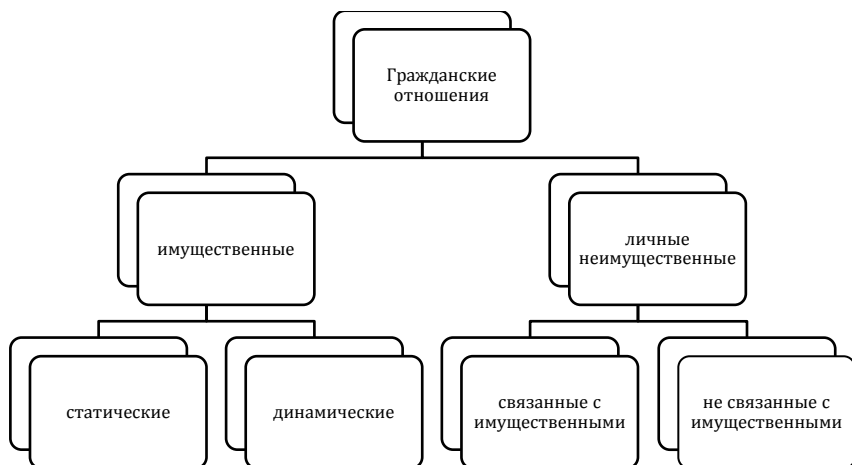 Гражданские
отношения
имущественные
личные
неимущественные
статические
динамические
связанные с
имущественными
не связанные с
имущественными